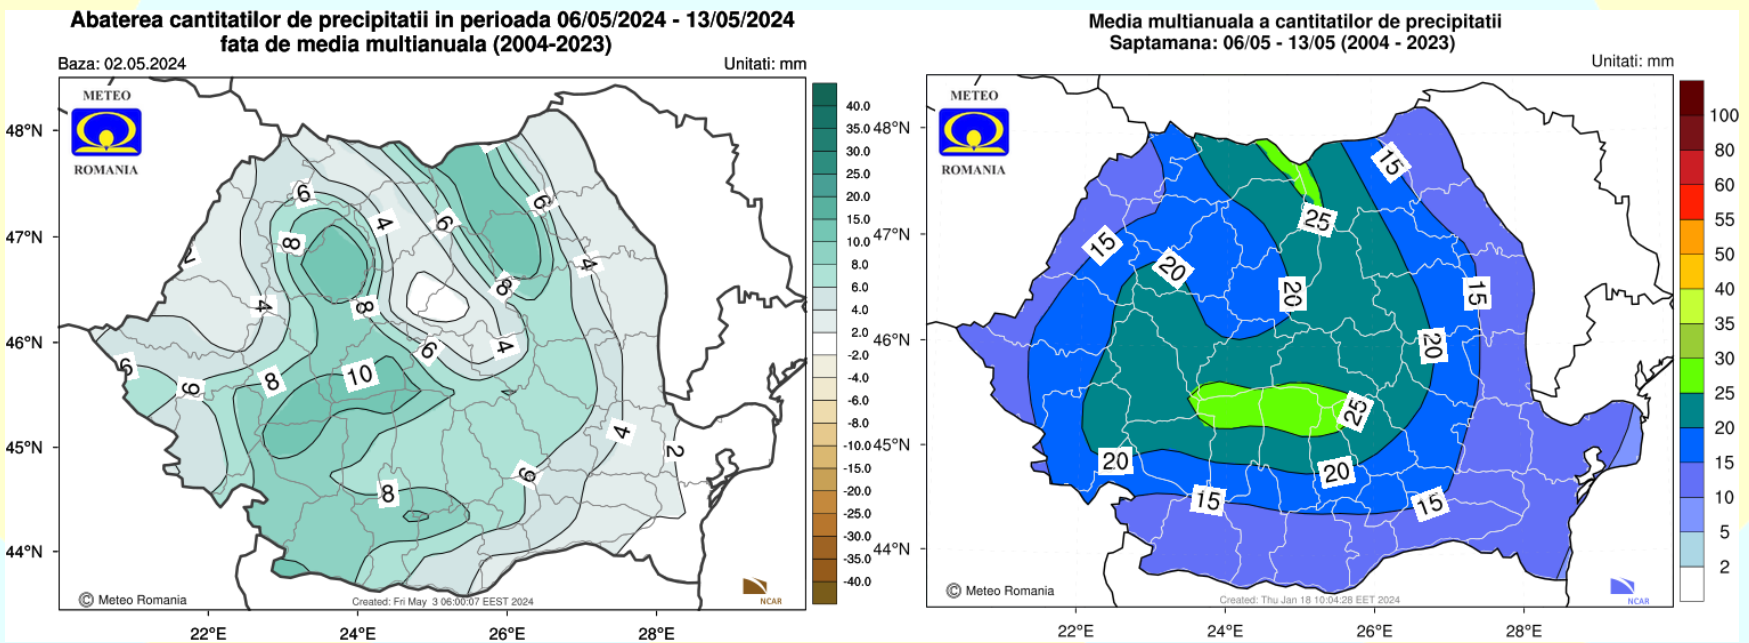 Abaterea cantitatilor de precipitatii in perioada 06/05/2024 - 13/05/2024
fata de media multianuala (2004-2023)
Baza: 02.05.2024
Unitati: mm
METEO
ROMANIA
48°N
47°N
46°N
45°N
44°N
22°E
24°E
26°E
28°E
6
4
6
6
8
2
4
4
8
8
4
6
6
6
8
10
4
2
6
8
40.0
35.0
30.0
25.0
20.0
15.0
10.0
8.0
6.0
4.0
2.0
-2.0
-4.0
-6.0
-8.0
-10.0
-15.0
-20.0
-25.0
-30.0
-35.0
-40.0
© Meteo Romania
Created: Fri May 3 06:00:07 EEST 2024
NCAR
Media multianuala a cantitatilor de precipitatii
Saptamana: 06/05 - 13/05 (2004 - 2023)
Unitati: mm
METEO
ROMANIA
48°N
47°N
46°N
45°N
44°N
22°E
24°E
26°E
28°E
15
25
15
20
20
15
20
25
20
20
15
15
100
80
60
55
50
40
35
30
25
20
15
10
5
2
© Meteo Romania
Created: Thu Jan 18 10:04:28 EET 2024
NCAR